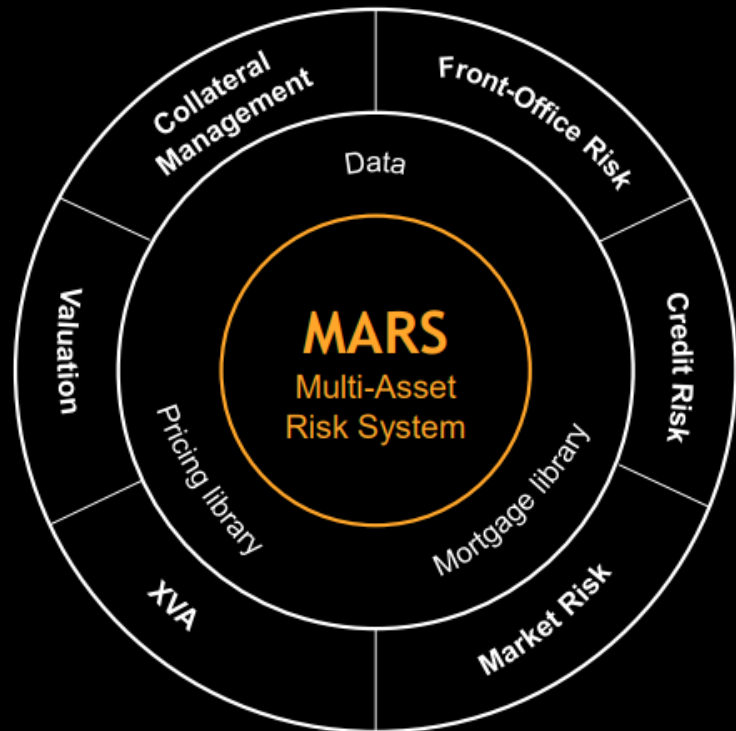 Collateral
Management
Front-Office Risk
Data
Valuation
MARS
Multi-Asset
Risk System
Credit Risk
Pricing library
Mortgage library
XVA
Market Risk